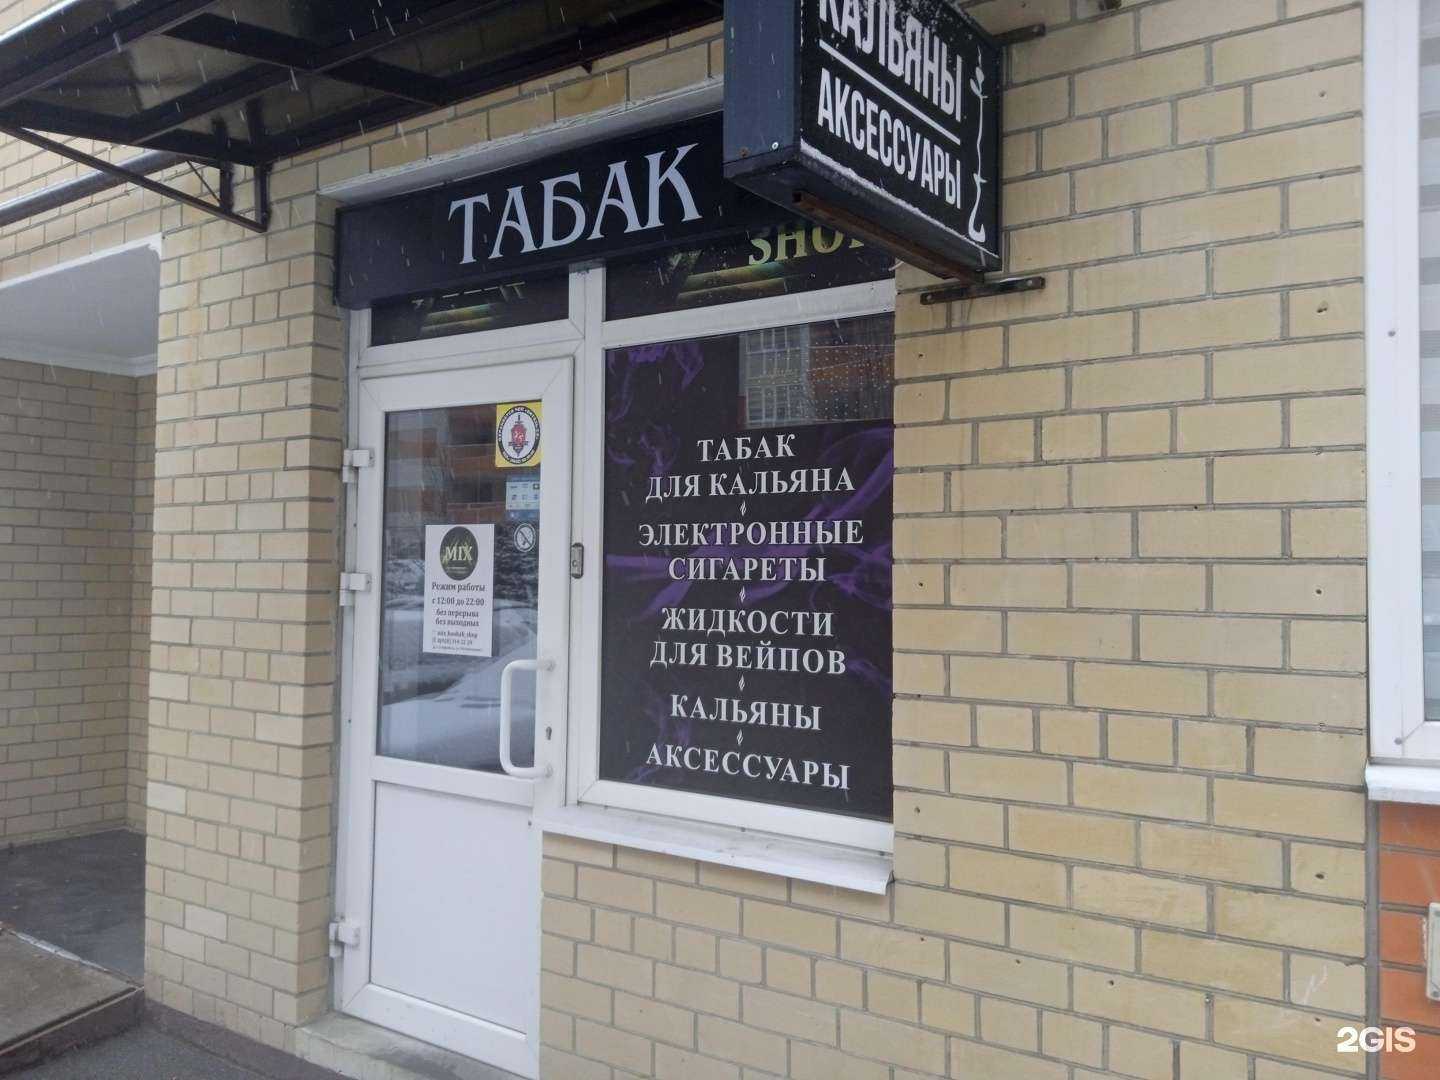 КАЛЬЯНЫ
АКСЕССУАРЫ
ТАБАК
SHOP
ТАБАК
ДЛЯ КАЛЬЯНА
ЭЛЕКТРОННЫЕ
СИГАРЕТЫ
ЖИДКОСТИ
ДЛЯ ВЕЙПОВ
КАЛЬЯНЫ
АКСЕССУАРЫ
MIX
Режим работы
с 12:00 до 22:00
без перерыва
без выходных
mix_hookah_shop
2GIS